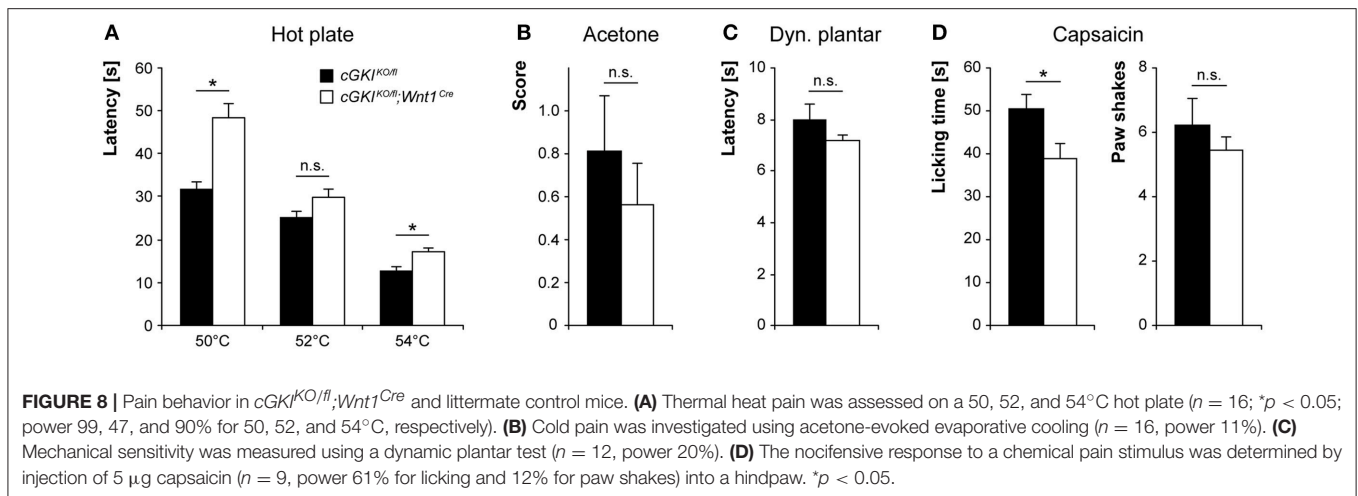 A
Hot plate
Latency [s]
60
50
40
30
20
10
0
*
n.s.
*
cGKI^KO/fl
cGKI^KO/fl;Wnt1^Cre
50°C
52°C
54°C
B
Acetone
Score
1.0
0.8
0.6
0.4
0.2
0
n.s.
C
Dyn. plantar
Latency [s]
10
8
6
4
2
0
n.s.
D
Capsaicin
Licking time [s]
60
50
40
30
20
10
0
*
Paw shakes
8
6
4
2
0
n.s.
FIGURE 8 | Pain behavior in cGKI^KO/fl;Wnt1^Cre and littermate control mice. (A) Thermal heat pain was assessed on a 50, 52, and 54°C hot plate (n = 16; *p < 0.05;
power 99, 47, and 90% for 50, 52, and 54°C, respectively). (B) Cold pain was investigated using acetone-evoked evaporative cooling (n = 16, power 11%). (C)
Mechanical sensitivity was measured using a dynamic plantar test (n = 12, power 20%). (D) The nocifensive response to a chemical pain stimulus was determined by
injection of 5 μg capsaicin (n = 9, power 61% for licking and 12% for paw shakes) into a hindpaw. *p < 0.05.